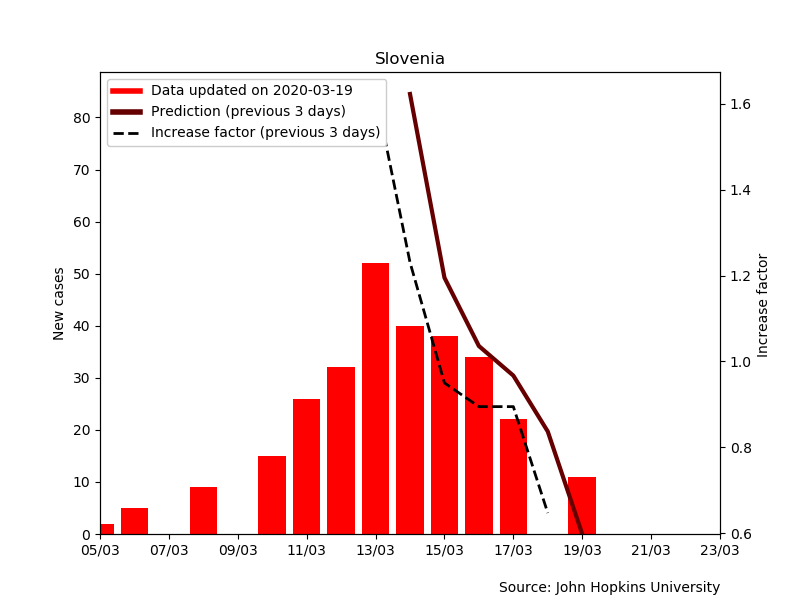 Slovenia
Data updated on 2020-03-19
Prediction (previous 3 days)
Increase factor (previous 3 days)
New cases
80
70
60
50
40
30
20
10
0
Increase factor
1.6
1.4
1.2
1.0
0.8
0.6
05/03 07/03 09/03 11/03 13/03 15/03 17/03 19/03 21/03 23/03
Source: John Hopkins University